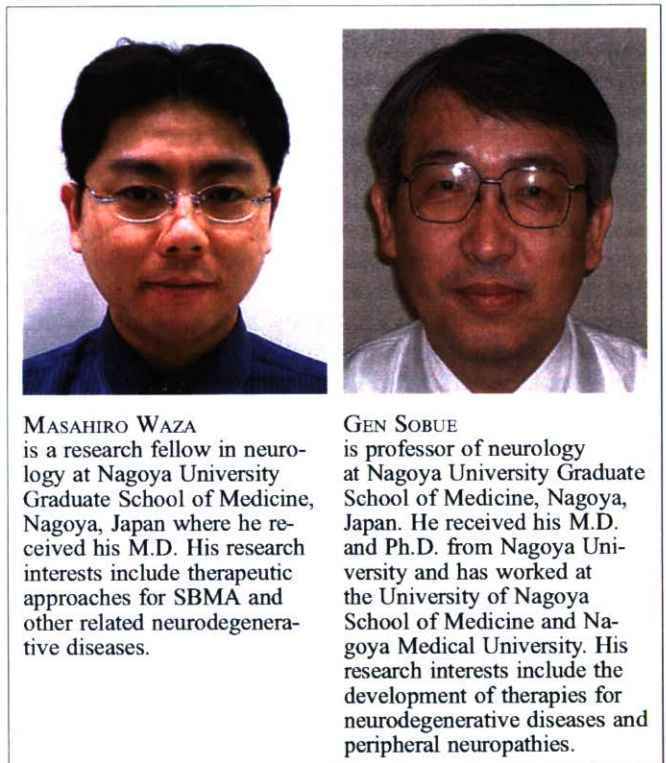 MASAHIRO WAZA
is a research fellow in neuro-
logy at Nagoya University
Graduate School of Medicine,
Nagoya, Japan where he re-
ceived his M.D. His research
interests include therapeutic
approaches for SBMA and
other related neurodegenera-
tive diseases.
GEN SOBUE
is professor of neurology
at Nagoya University Graduate
School of Medicine, Nagoya,
Japan. He received his M.D.
and Ph.D. from Nagoya Uni-
versity and has worked at
the University of Nagoya
School of Medicine and Na-
goya Medical University. His
research interests include the
development of therapies for
neurodegenerative diseases and
peripheral neuropathies.